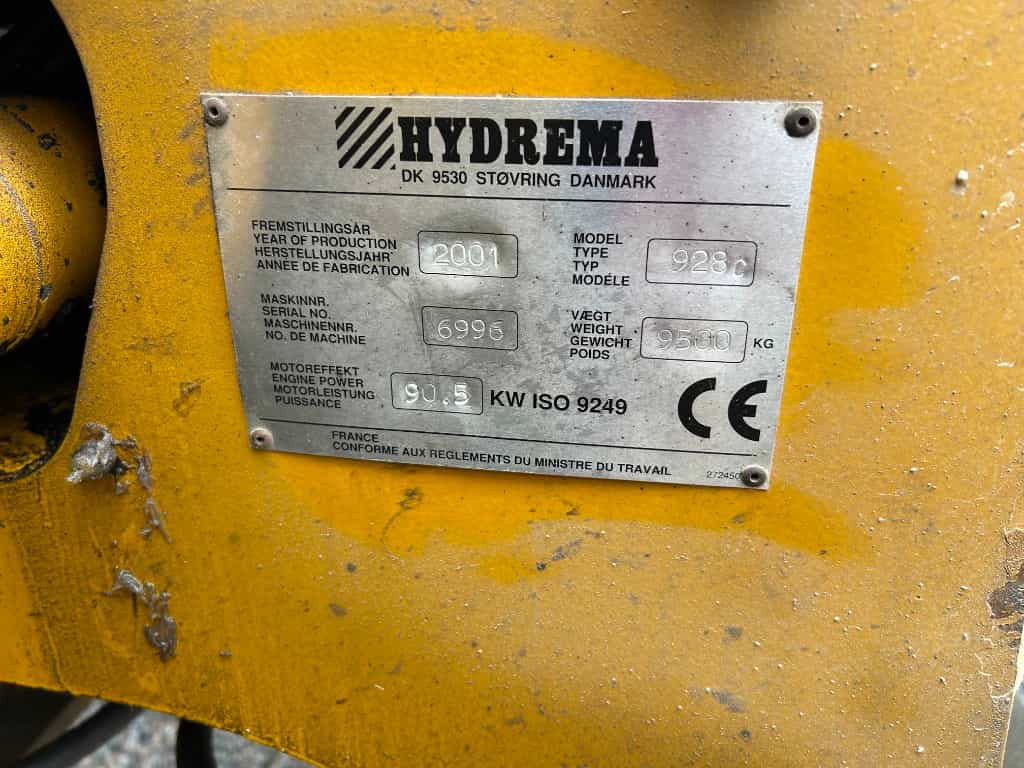 HYDREMA
DK 9530 STØVRING DANMARK
FREMSTILLINGSÅR
YEAR OF PRODUCTION
HERSTELLUNGSJAHR
ANNÉE DE FABRICATION
2001
MODEL
TYPE
TYP
MODÉLE
928c
MASKINNR.
SERIAL NO.
MASCHINENNR.
NO. DE MACHINE
6996
VÆGT
WEIGHT
GEWICHT
POIDS
9500 KG
MOTOREFFEKT
ENGINE POWER
MOTORLEISTUNG
PUISSANCE
90.5 KW ISO 9249
CE
FRANCE
CONFORME AUX REGLEMENTS DU MINISTRE DU TRAVAIL